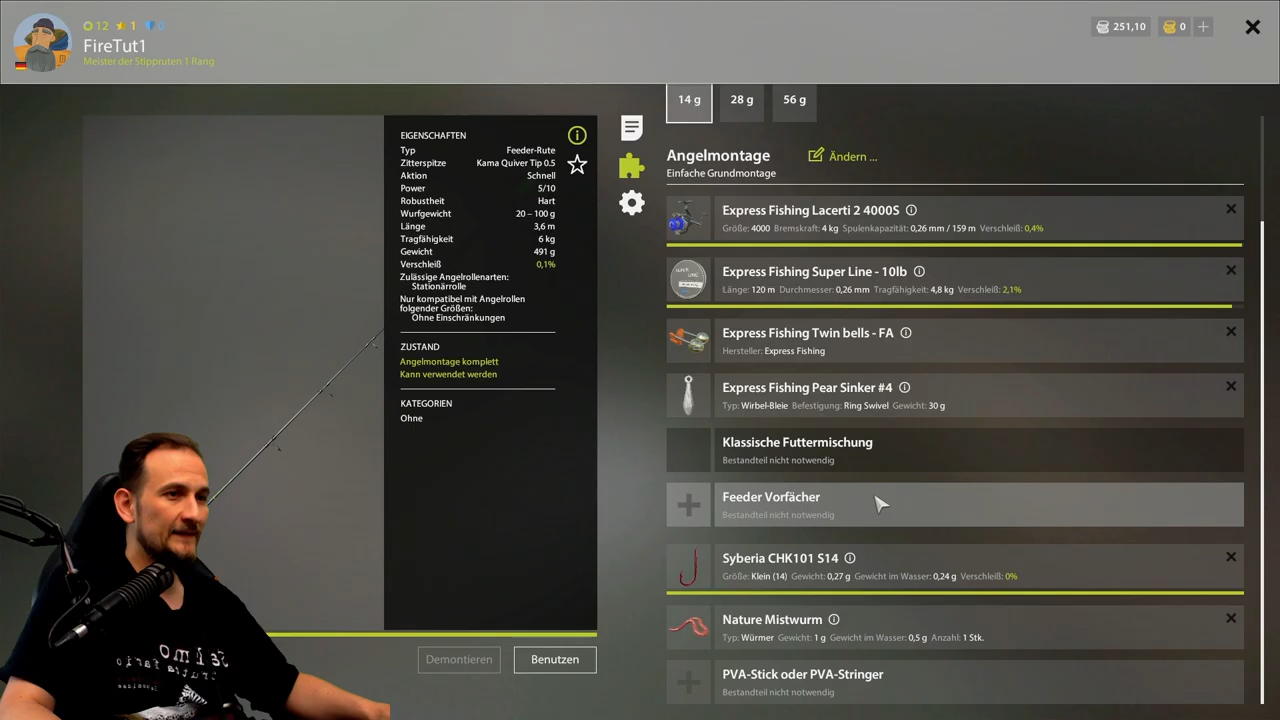 12 1 0
FireTut1
Meister der Stippruten 1 Rang
251,10
0
EIGENSCHAFTEN
Typ Feeder-Rute
Zitterspitze Kama Quiver Tip 0.5
Aktion Schnell
Power 5/10
Robustheit Hart
Wurfgewicht 20 – 100 g
Länge 3,6 m
Tragfähigkeit 6 kg
Gewicht 491 g
Verschleiß 0,1%
Zulässige Angelrollenarten:
Stationärrolle
Nur kompatibel mit Angelrollen
folgender Größen:
Ohne Einschränkungen
ZUSTAND
Angelmontage komplett
Kann verwendet werden
KATEGORIEN
Ohne
Demontieren
Benutzen
14 g
28 g
56 g
Angelmontage
Ändern ...
Einfache Grundmontage
Express Fishing Lacerti 2 4000S
Größe: 4000 Bremskraft: 4 kg Spulenkapazität: 0,26 mm / 159 m Verschleiß: 0,4%
Express Fishing Super Line - 10lb
Länge: 120 m Durchmesser: 0,26 mm Tragfähigkeit: 4,8 kg Verschleiß: 2,1%
Express Fishing Twin bells - FA
Hersteller: Express Fishing
Express Fishing Pear Sinker #4
Typ: Wirbel-Bleie Befestigung: Ring Swivel Gewicht: 30 g
Klassische Futtermischung
Bestandteil nicht notwendig
Feeder Vorfächer
Bestandteil nicht notwendig
Syberia CHK101 S14
Größe: Klein (14) Gewicht: 0,27 g Gewicht im Wasser: 0,24 g Verschleiß: 0%
Nature Mistwurm
Typ: Würmer Gewicht: 1 g Gewicht im Wasser: 0,5 g Anzahl: 1 Stk.
PVA-Stick oder PVA-Stringer
Bestandteil nicht notwendig